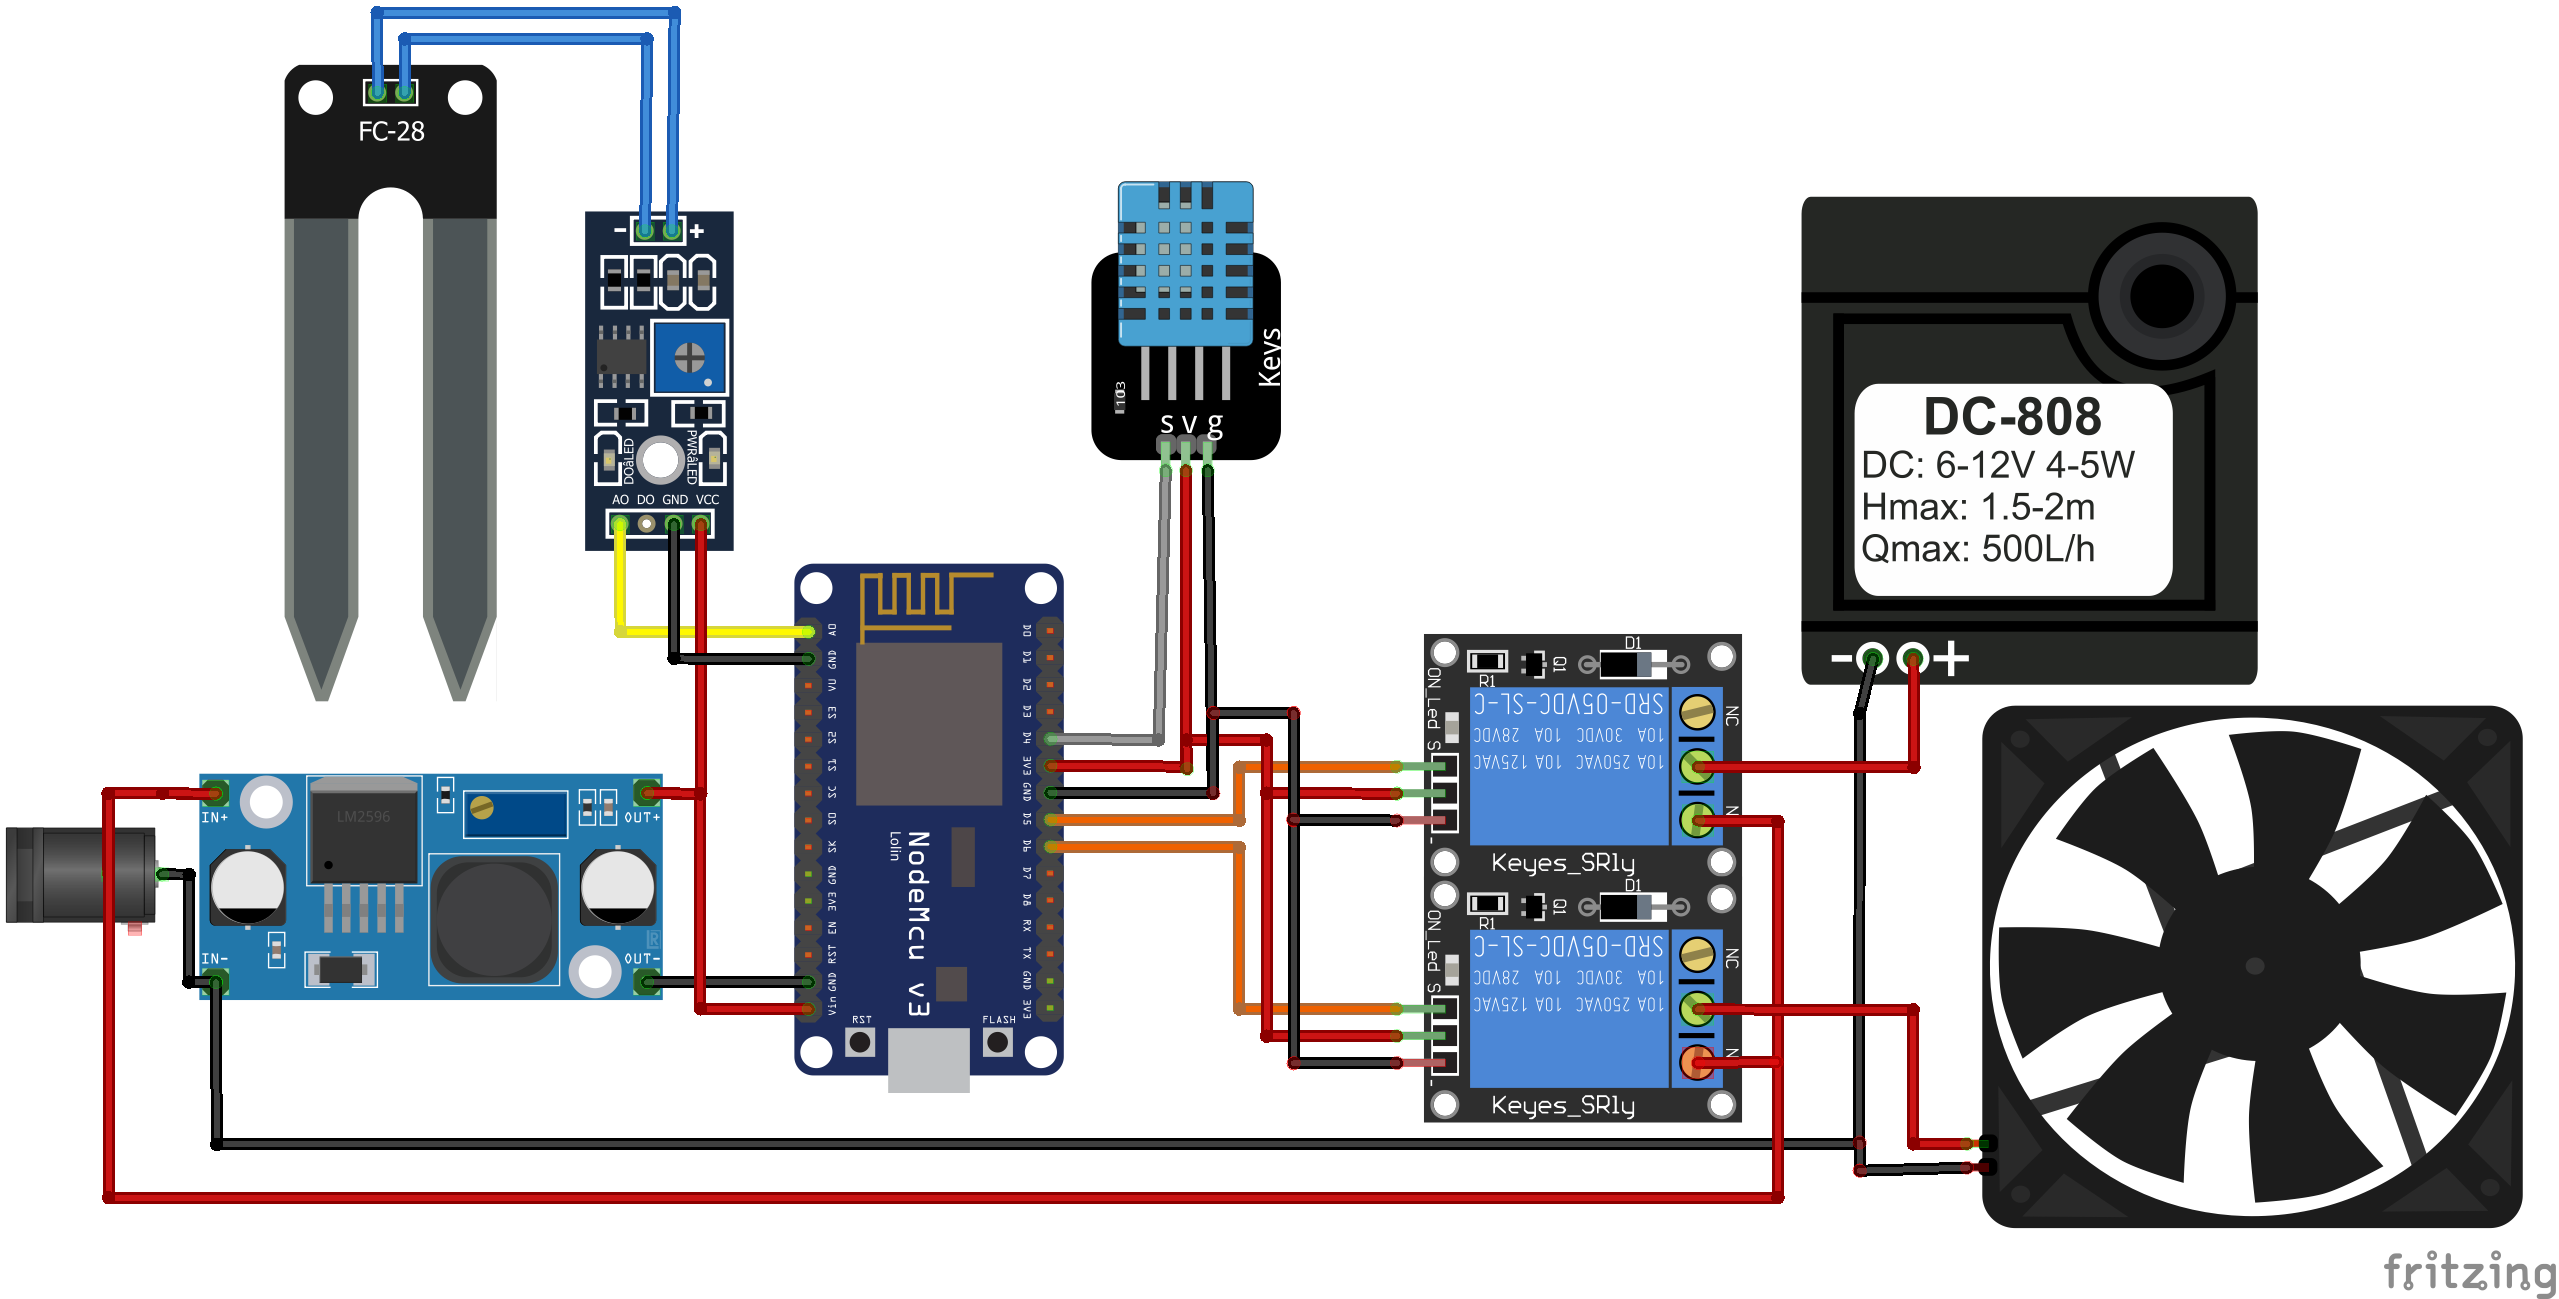 FC-28
- +
DOâLED
PWRâLED
AO DO GND VCC
Keys
103
s v g
DC-808
DC: 6-12V 4-5W
Hmax: 1.5-2m
Qmax: 500L/h
- +
LM2596
IN+
OUT+
IN-
OUT-
R
A0
GND
VU
S3
S2
S1
SC
S0
SK
GND
3V3
EN
RST
GND
Vin
D0
D1
D2
D3
D4
3V3
GND
D5
D6
D7
D8
RX
TX
GND
3V3
NodeMcu v3
Lolin
RST
FLASH
ON_Led
S
-
R1
Q1
D1
SRD-05VDC-SL-C
10A 30VDC 10A 28VDC
10A 250VAC 10A 125VAC
NC
N
Keyes_SRly
ON_Led
S
-
R1
Q1
D1
SRD-05VDC-SL-C
10A 30VDC 10A 28VDC
10A 250VAC 10A 125VAC
NC
N
Keyes_SRly
fritzing